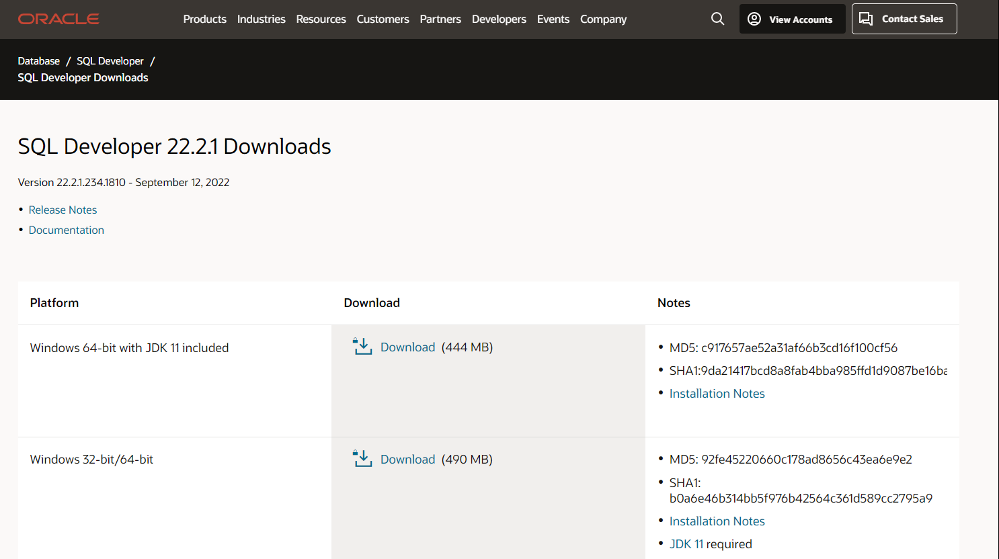 ORACLE
Products Industries Resources Customers Partners Developers Events Company
View Accounts
Contact Sales
Database / SQL Developer /
SQL Developer Downloads
SQL Developer 22.2.1 Downloads
Version 22.2.1.234.1810 - September 12, 2022
• Release Notes
• Documentation
Platform Download Notes
Windows 64-bit with JDK 11 included
Download (444 MB)
• MD5: c917657ae52a31af66b3cd16f100cf56
• SHA1:9da21417bcd8a8fab4bba985ffd1d9087be16ba
• Installation Notes
Windows 32-bit/64-bit
Download (490 MB)
• MD5: 92fe45220660c178ad8656c43ea6e9e2
• SHA1:
b0a6e46b314bb5f976b42564c361d589cc2795a9
• Installation Notes
• JDK 11 required